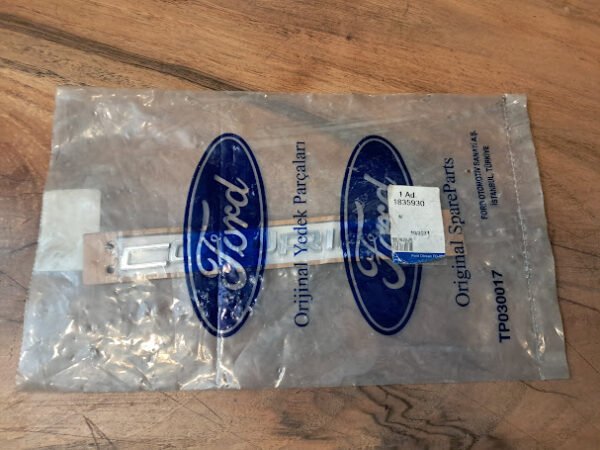 Ford
Orijinal Yedek Parçaları
Ford
1 Ad
1835930
Original SpareParts
FORD OTOMOTİV SANAYİ A.Ş.
İSTANBUL, TÜRKİYE
TP030017